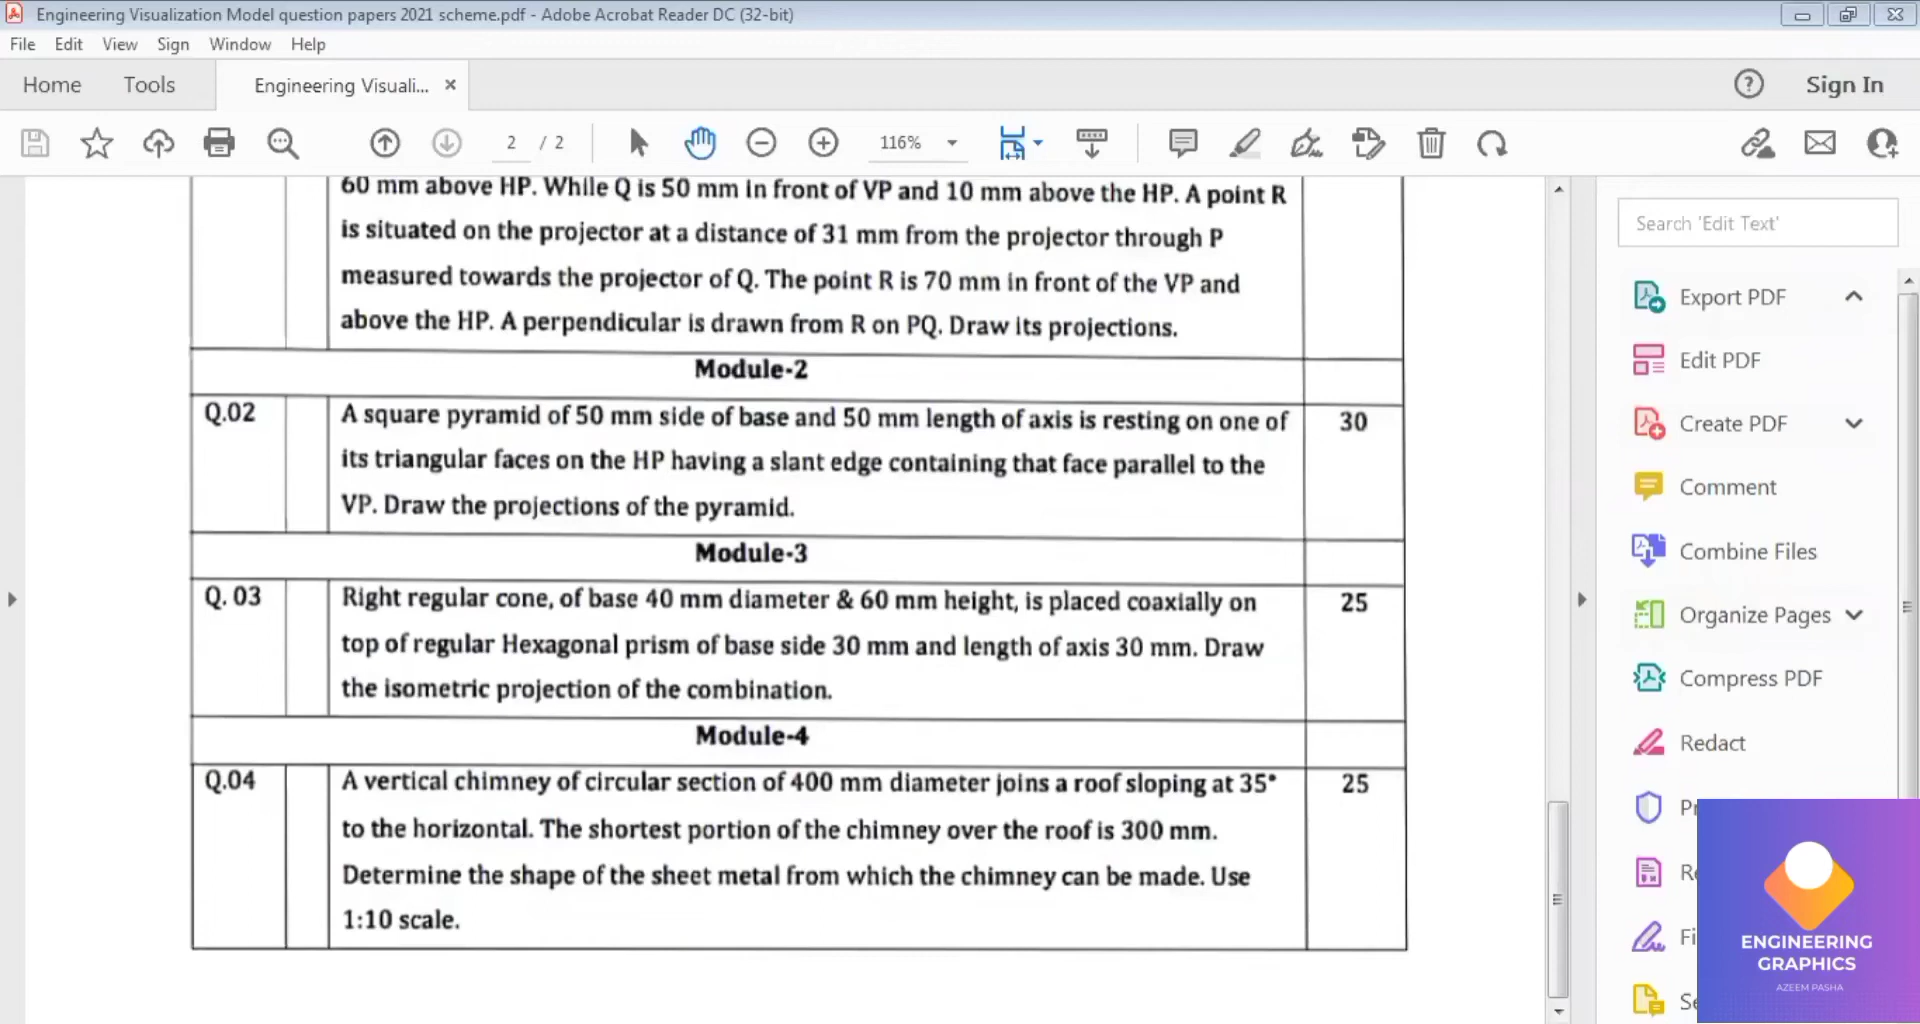 Engineering Visualization Model question papers 2021 scheme.pdf - Adobe Acrobat Reader DC (32-bit)
File Edit View Sign Window Help
Home Tools Engineering Visuali... × Sign In
2 / 2 116%
60 mm above HP. While Q is 50 mm in front of VP and 10 mm above the HP. A point R
is situated on the projector at a distance of 31 mm from the projector through P
measured towards the projector of Q. The point R is 70 mm in front of the VP and
above the HP. A perpendicular is drawn from R on PQ. Draw its projections.
Module-2
Q.02 A square pyramid of 50 mm side of base and 50 mm length of axis is resting on one of 30
its triangular faces on the HP having a slant edge containing that face parallel to the
VP. Draw the projections of the pyramid.
Module-3
Q. 03 Right regular cone, of base 40 mm diameter & 60 mm height, is placed coaxially on 25
top of regular Hexagonal prism of base side 30 mm and length of axis 30 mm. Draw
the isometric projection of the combination.
Module-4
Q.04 A vertical chimney of circular section of 400 mm diameter joins a roof sloping at 35° 25
to the horizontal. The shortest portion of the chimney over the roof is 300 mm.
Determine the shape of the sheet metal from which the chimney can be made. Use
1:10 scale.
Search 'Edit Text'
Export PDF
Edit PDF
Create PDF
Comment
Combine Files
Organize Pages
Compress PDF
Redact
ENGINEERING
GRAPHICS
AZEEM PASHA